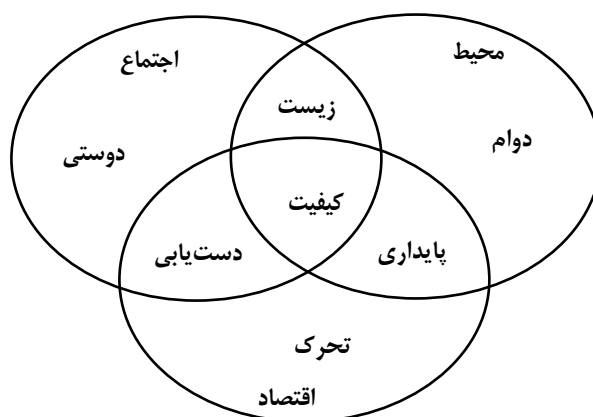 محیط
اجتماع
زیست
دوام
دوستی
کیفیت
پایداری
دست‌یابی
تحرک
اقتصاد